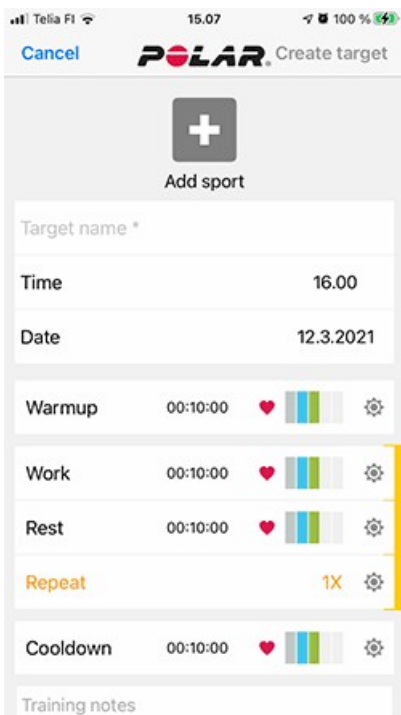 Telia FI 15.07 100 %
Cancel POLAR. Create target
Add sport
Target name *
Time 16.00
Date 12.3.2021
Warmup 00:10:00
Work 00:10:00
Rest 00:10:00
Repeat 1X
Cooldown 00:10:00
Training notes